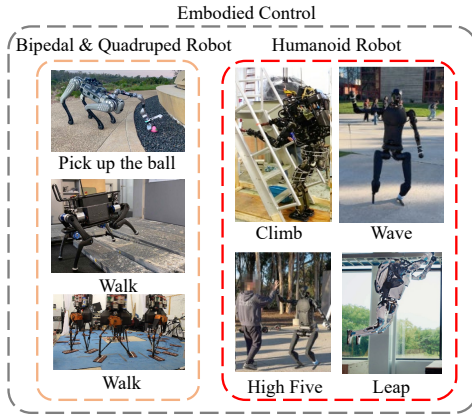 Embodied Control
Bipedal & Quadruped Robot
Humanoid Robot
Pick up the ball
Walk
Walk
Climb
Wave
High Five
Leap